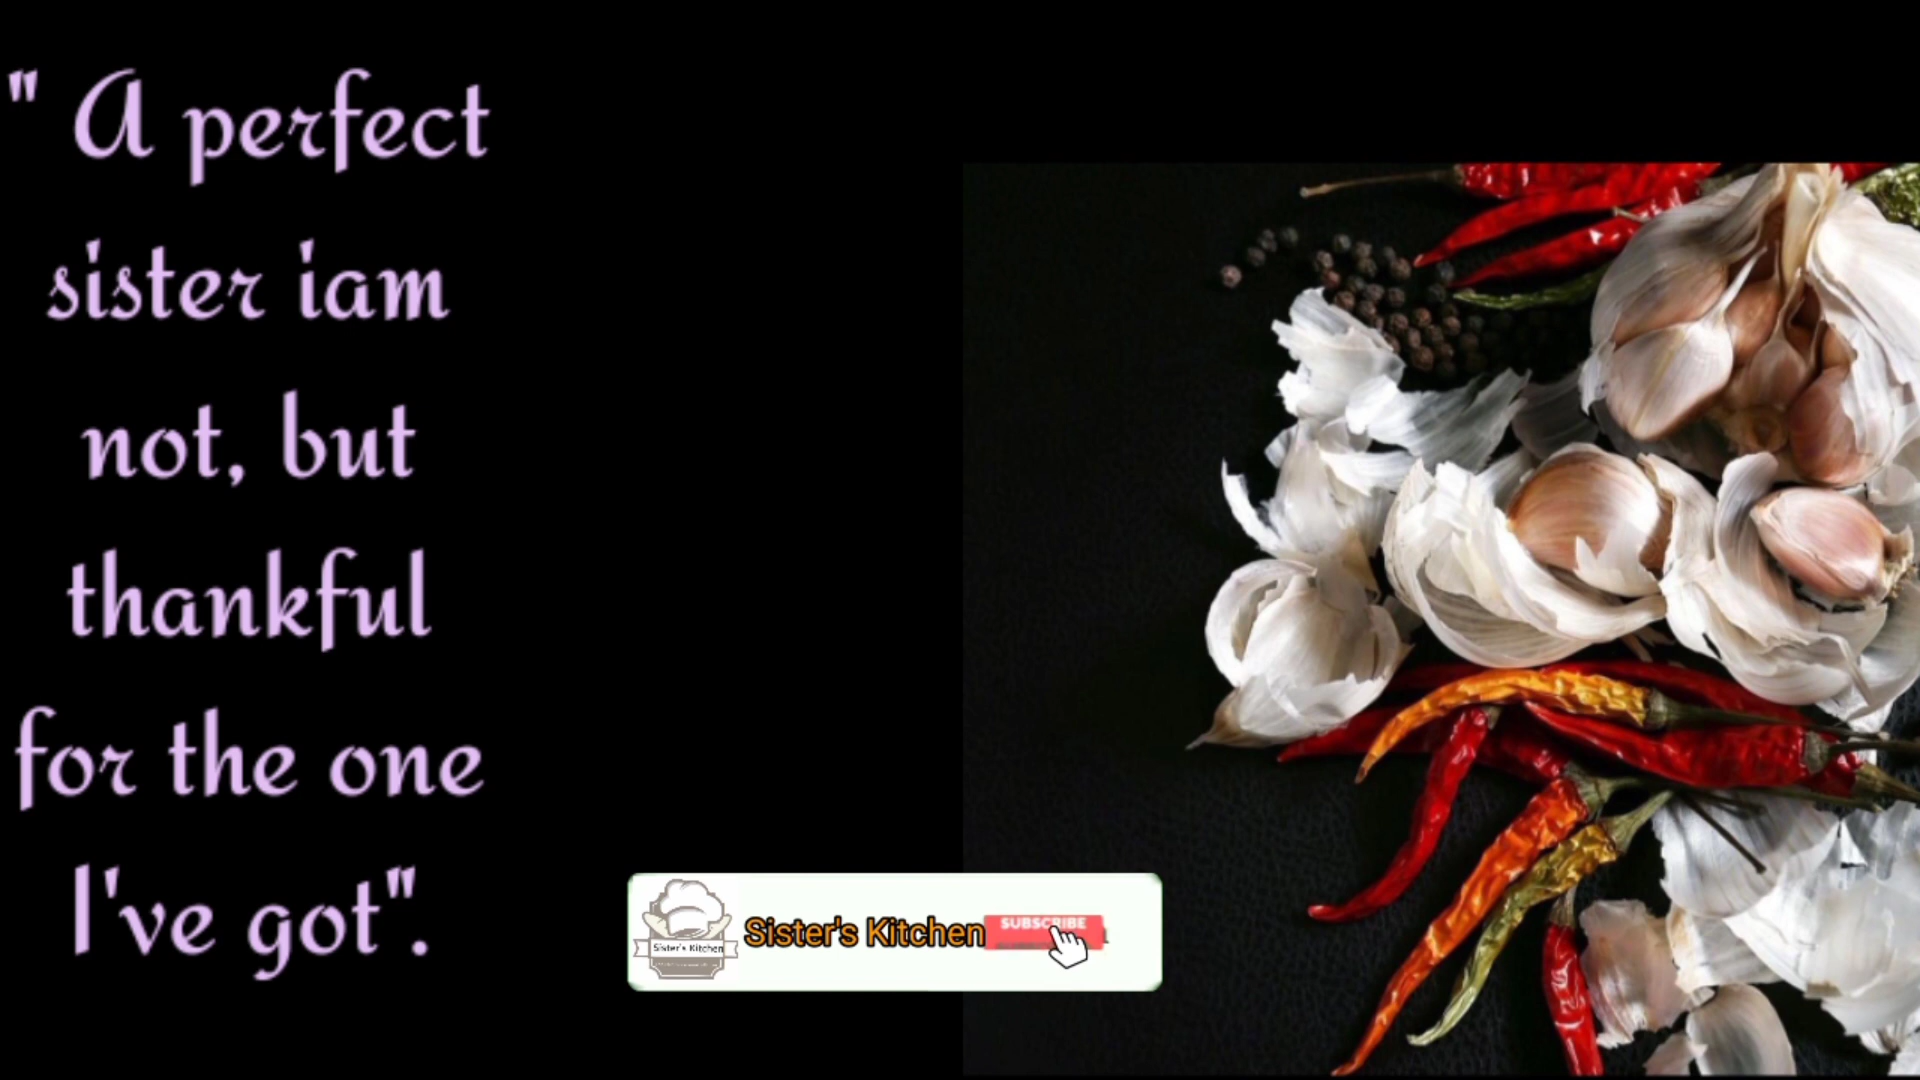 " A perfect
sister iam
not, but
thankful
for the one
I've got".
Sister's Kitchen
Sister's Kitchen
SUBSCRIBE